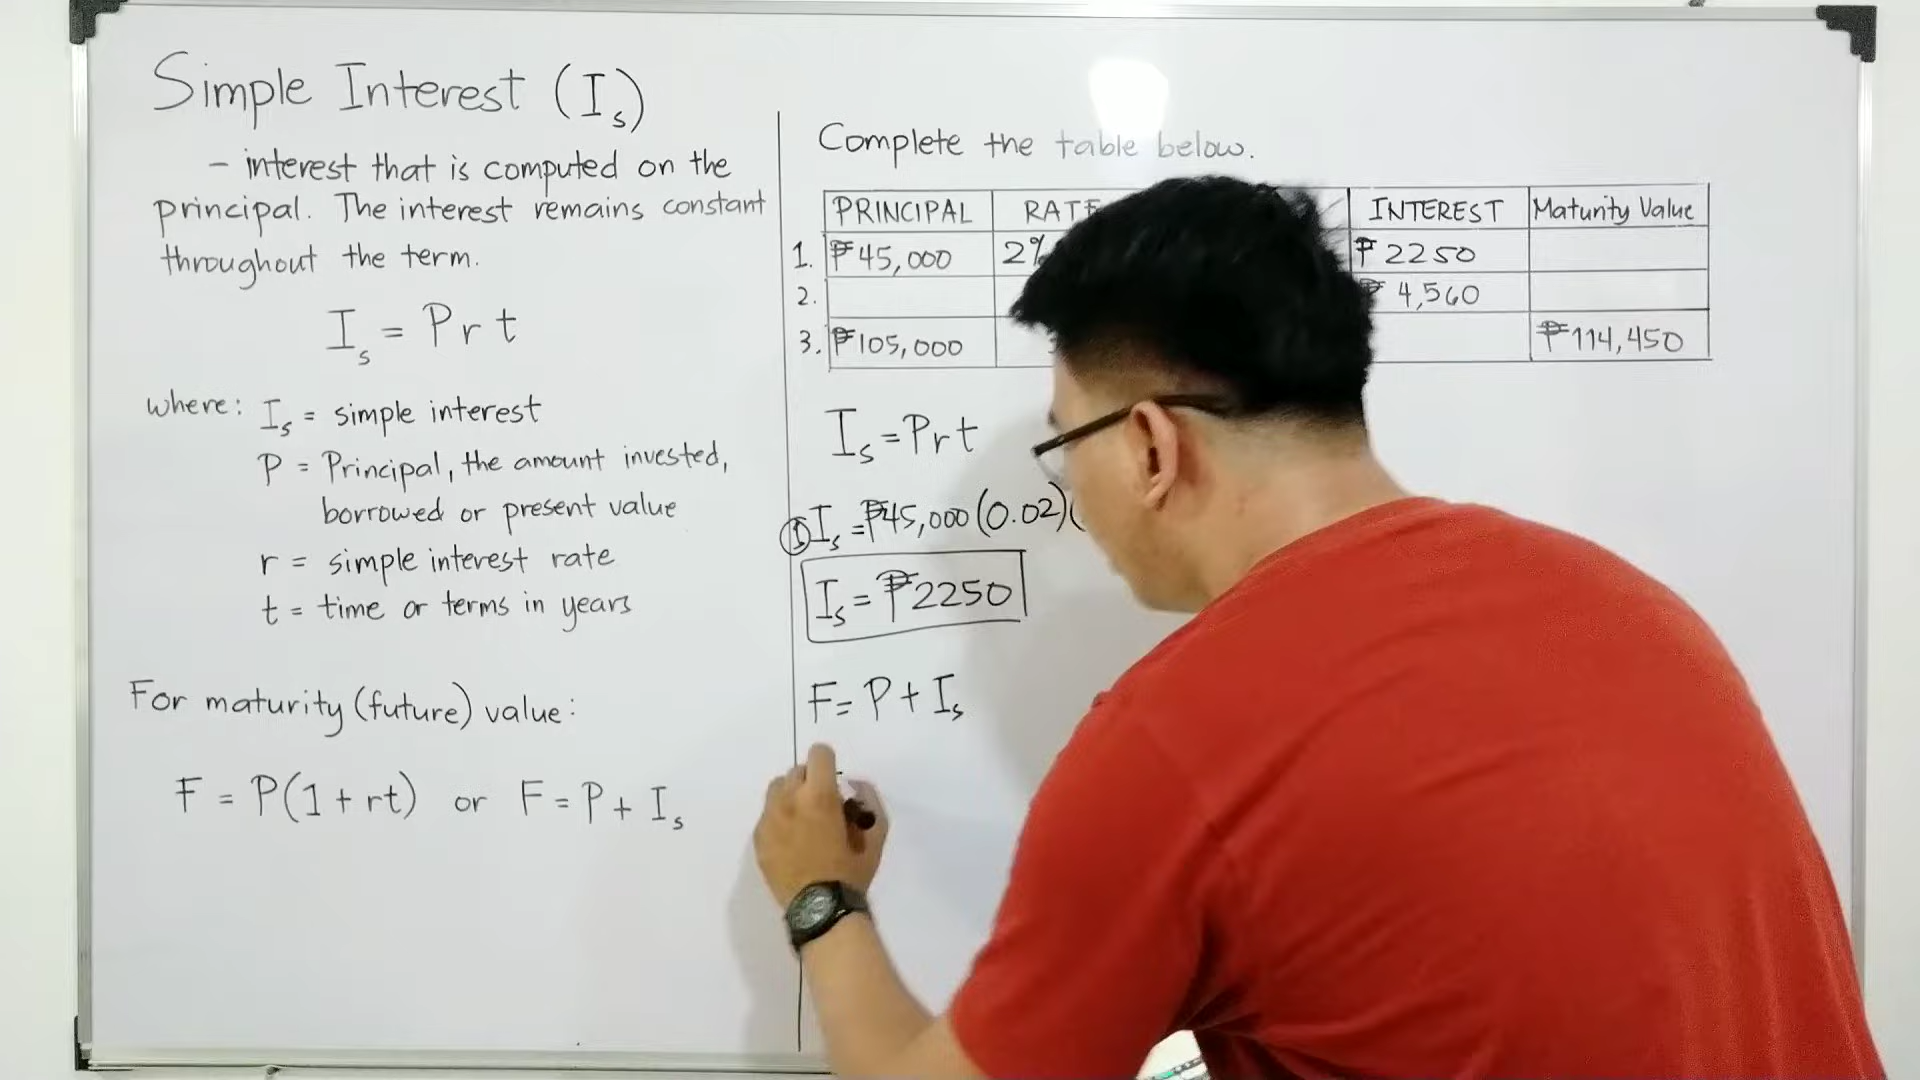 Simple Interest (Is)
- interest that is computed on the
principal. The interest remains constant
throughout the term.
Is = Prt
where: Is = simple interest
P = Principal, the amount invested,
borrowed or present value
r = simple interest rate
t = time or terms in years
For maturity (future) value:
F = P(1 + rt) or F = P + Is
Complete the table below.
PRINCIPAL RATE INTEREST Maturity Value
1. ₱45,000 2% ₱2250
2. ₱4,560
3. ₱105,000 ₱114,450
Is = Prt
① Is = ₱45,000 (0.02)(
Is = ₱2250
F = P + Is